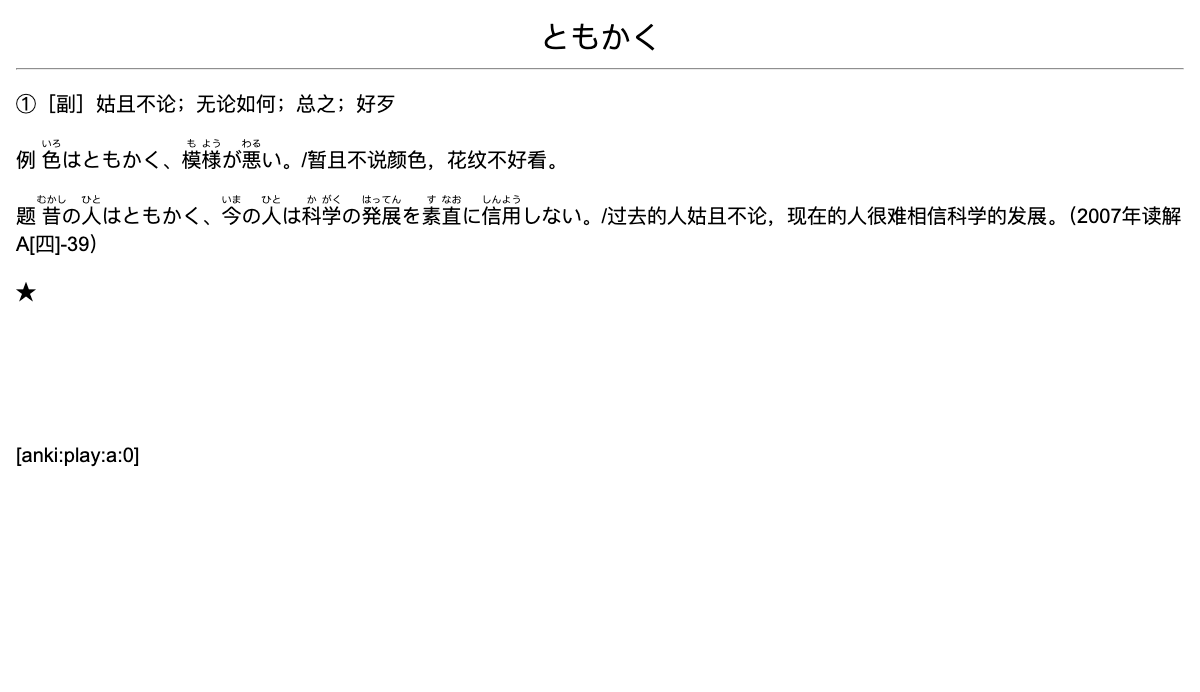 ともかく
①［副］姑且不论；无论如何；总之；好歹
いろ も よう わる
例 色はともかく、模様が悪い。/暂且不说颜色，花纹不好看。
むかし ひと いま ひと か がく はってん す なお しんよう
题 昔の人はともかく、今の人は科学の発展を素直に信用しない。/过去的人姑且不论，现在的人很难相信科学的发展。（2007年读解
A[四]-39）
★
[anki:play:a:0]